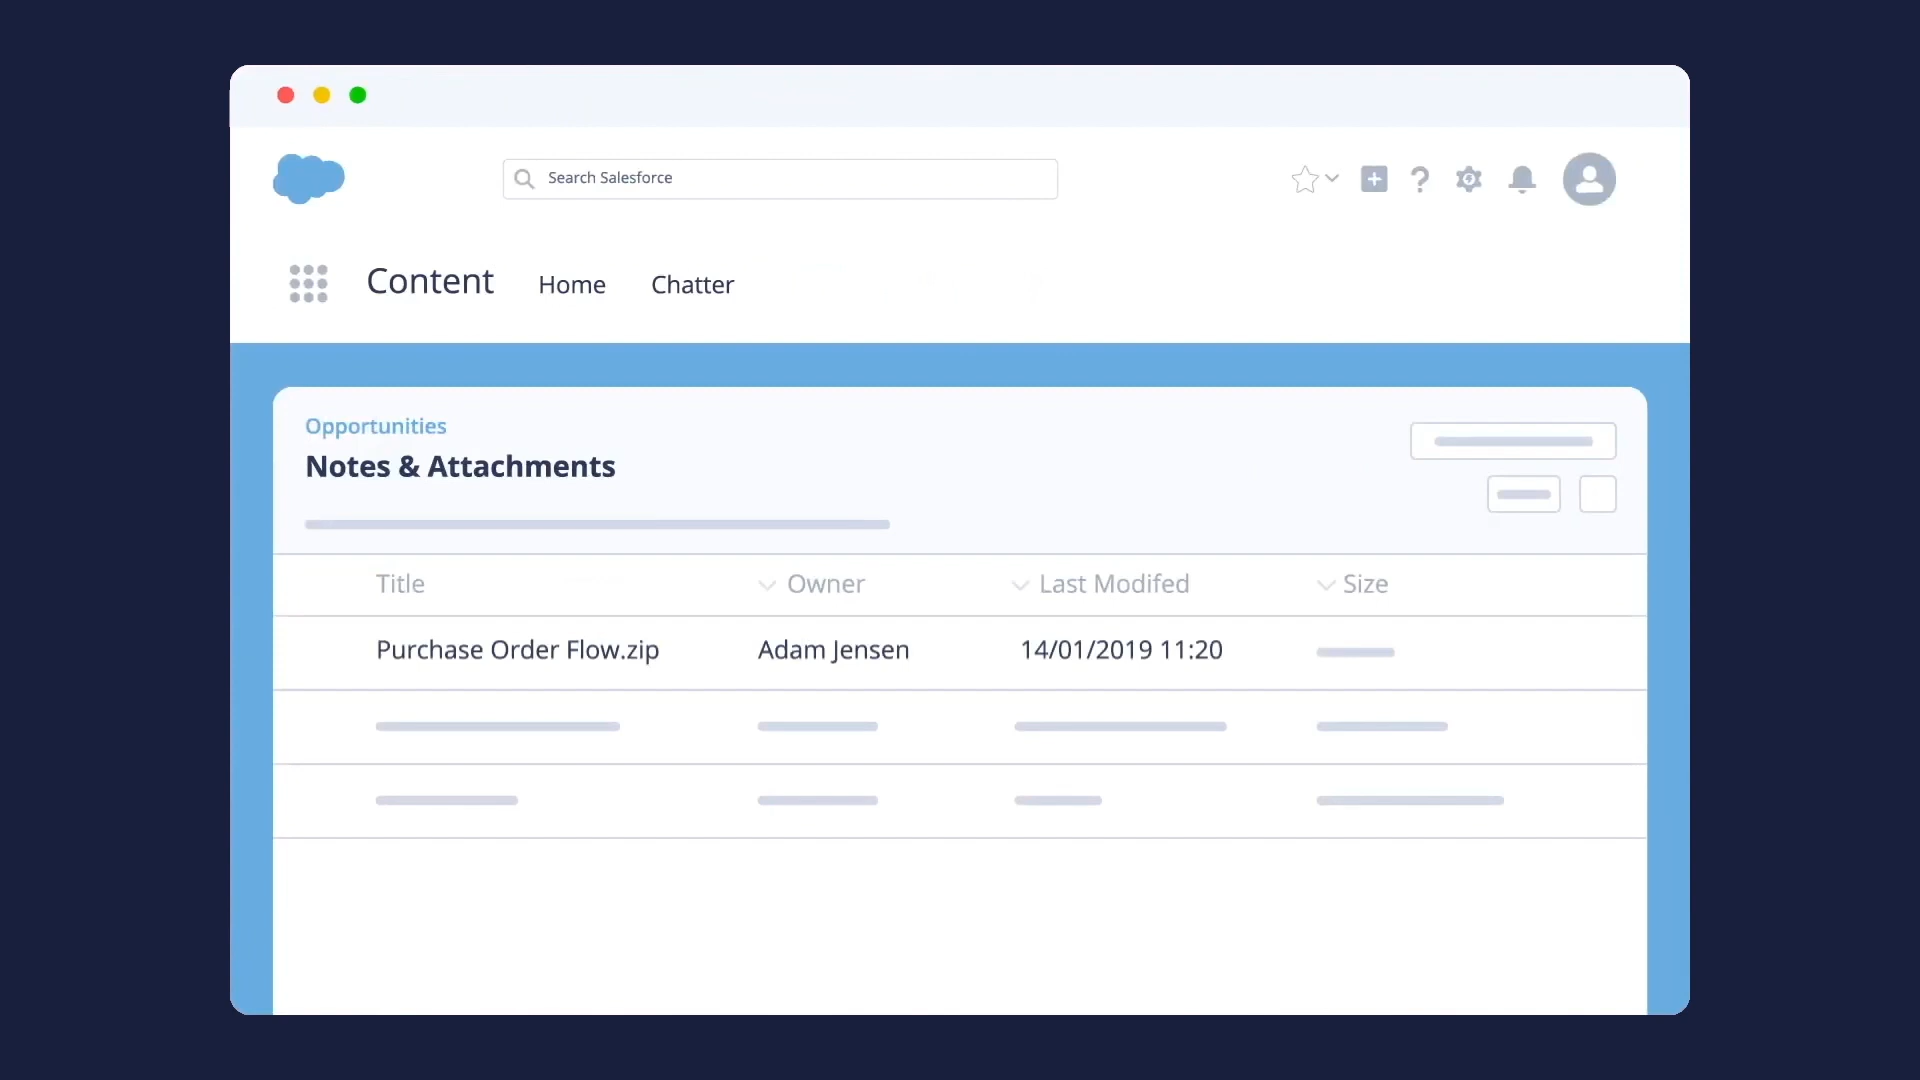 Search Salesforce
Content Home Chatter
Opportunities
Notes & Attachments
Title Owner Last Modifed Size
Purchase Order Flow.zip Adam Jensen 14/01/2019 11:20